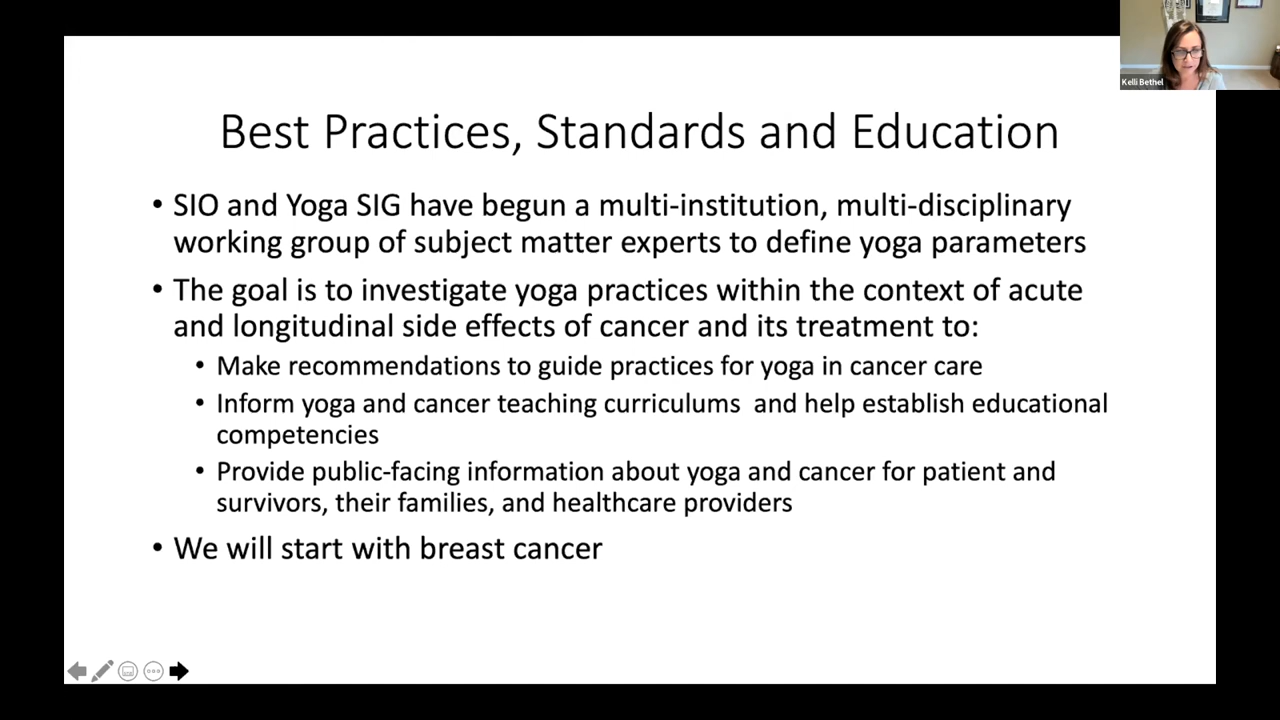 Kelli Bethel
Best Practices, Standards and Education
• SIO and Yoga SIG have begun a multi-institution, multi-disciplinary
working group of subject matter experts to define yoga parameters
• The goal is to investigate yoga practices within the context of acute
and longitudinal side effects of cancer and its treatment to:
• Make recommendations to guide practices for yoga in cancer care
• Inform yoga and cancer teaching curriculums  and help establish educational
competencies
• Provide public-facing information about yoga and cancer for patient and
survivors, their families, and healthcare providers
• We will start with breast cancer